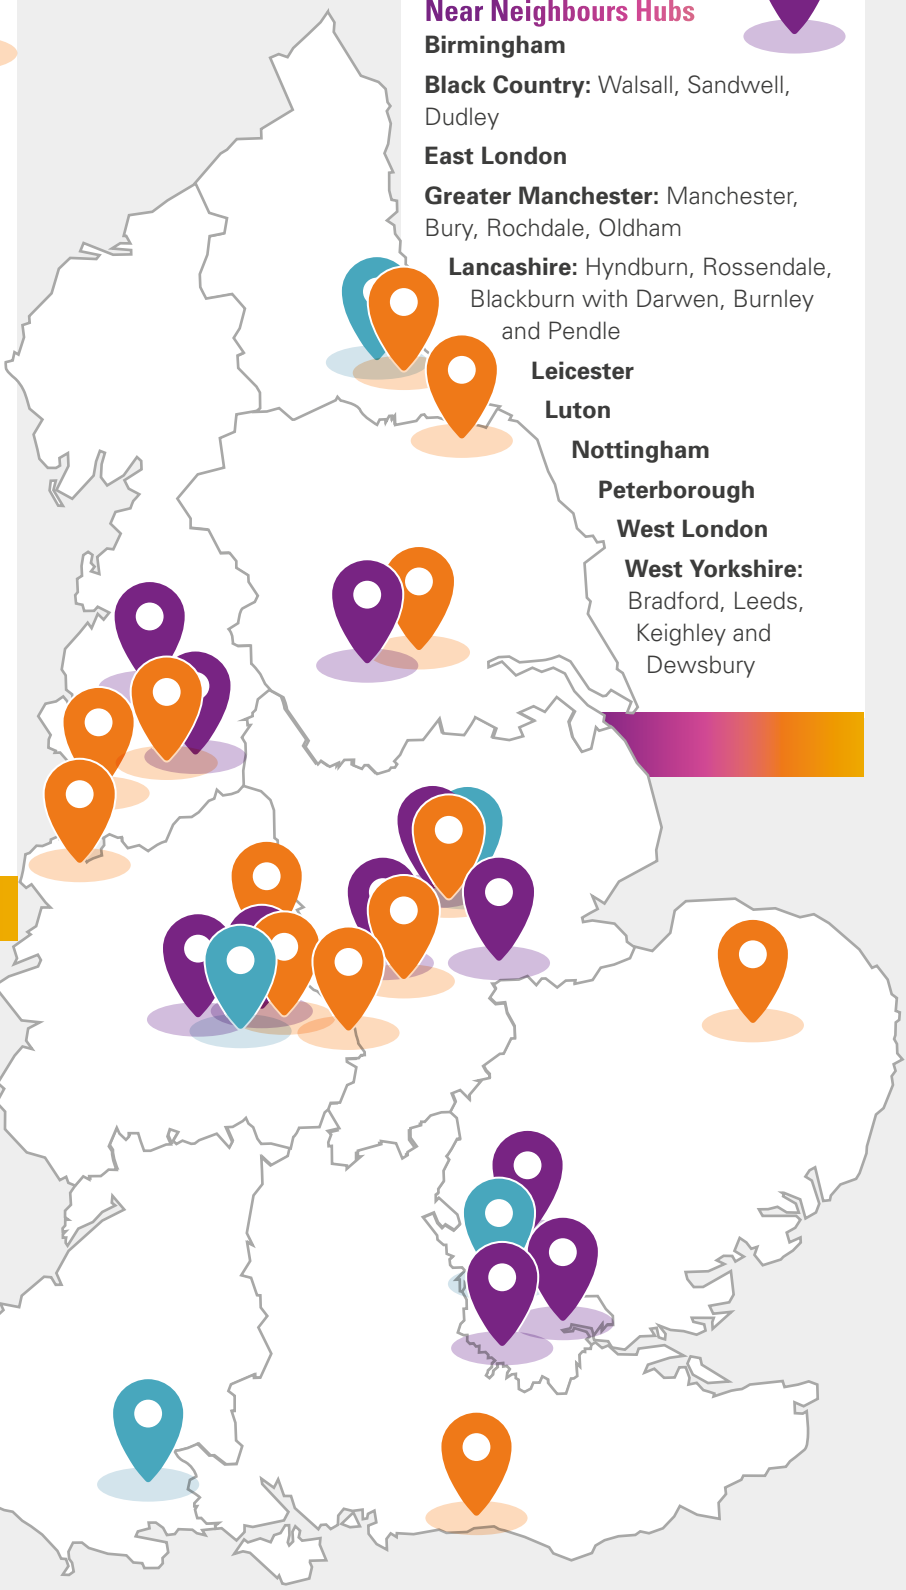 Near Neighbours Hubs
Birmingham
Black Country: Walsall, Sandwell,
Dudley
East London
Greater Manchester: Manchester,
Bury, Rochdale, Oldham
Lancashire: Hyndburn, Rossendale,
Blackburn with Darwen, Burnley
and Pendle
Leicester
Luton
Nottingham
Peterborough
West London
West Yorkshire:
Bradford, Leeds,
Keighley and
Dewsbury